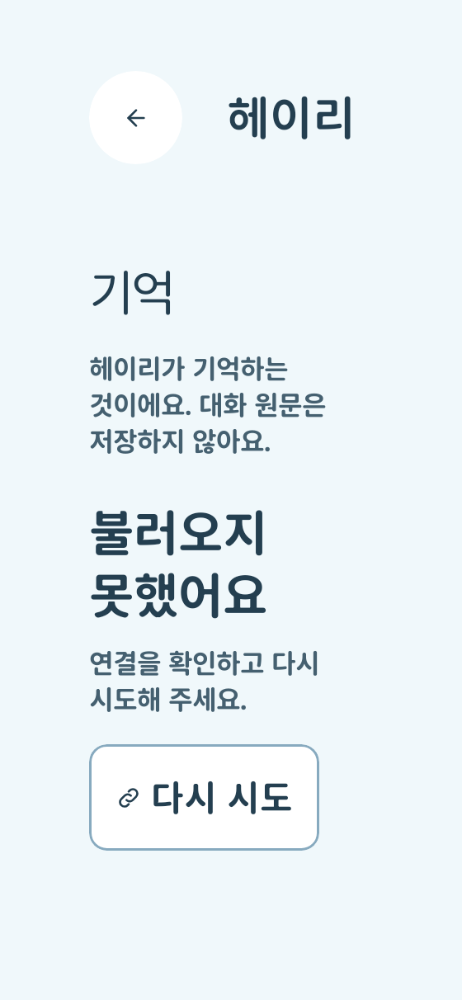 헤이리
기억
헤이리가 기억하는
것이에요. 대화 원문은
저장하지 않아요.
불러오지
못했어요
연결을 확인하고 다시
시도해 주세요.
다시 시도